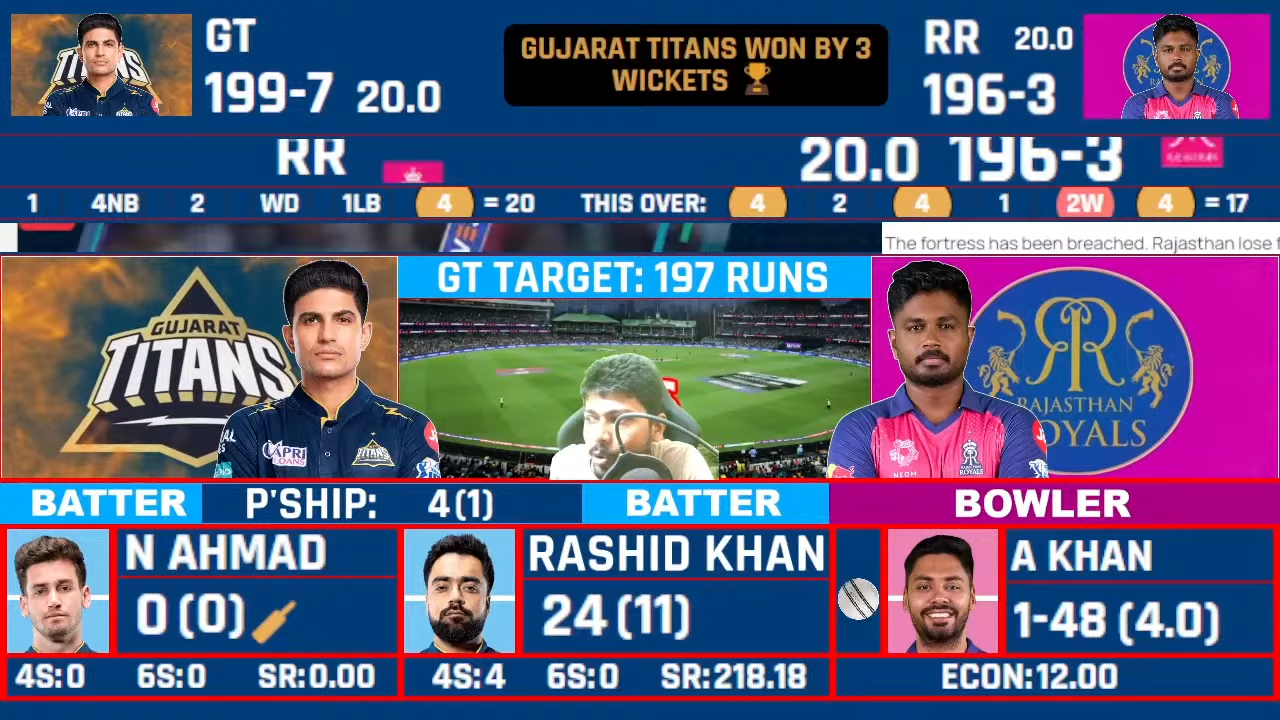 GT
199-7 20.0
GUJARAT TITANS WON BY 3
WICKETS 🏆
RR 20.0
196-3
RR
20.0 196-3
1 4NB 2 WD 1LB 4 = 20 THIS OVER: 4 2 4 1 2W 4 = 17
The fortress has been breached. Rajasthan lose
GT TARGET: 197 RUNS
GUJARAT
TITANS
RAJASTHAN
ROYALS
CAPRI
LOANS
NEOM
BATTER P'SHIP: 4(1) BATTER BOWLER
N AHMAD
0 (0)
4S:0 6S:0 SR:0.00
RASHID KHAN
24 (11)
4S:4 6S:0 SR:218.18
A KHAN
1-48 (4.0)
ECON:12.00